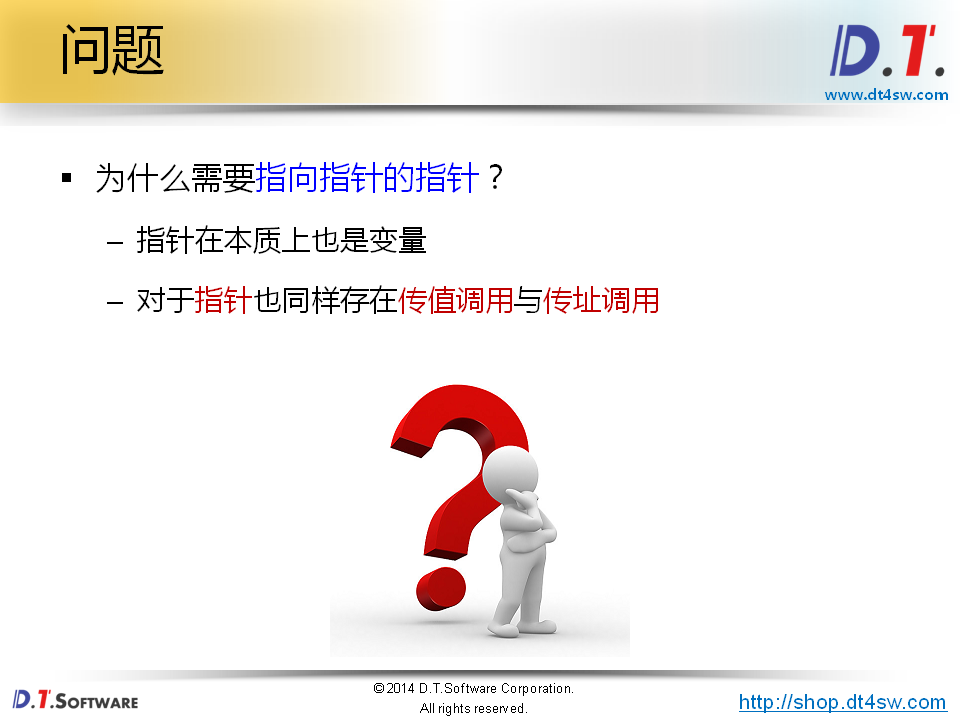 问题
D.T.
www.dt4sw.com
▪ 为什么需要指向指针的指针？
– 指针在本质上也是变量
– 对于指针也同样存在传值调用与传址调用
D.T.SOFTWARE
©2014 D.T.Software Corporation.
All rights reserved.
http://shop.dt4sw.com